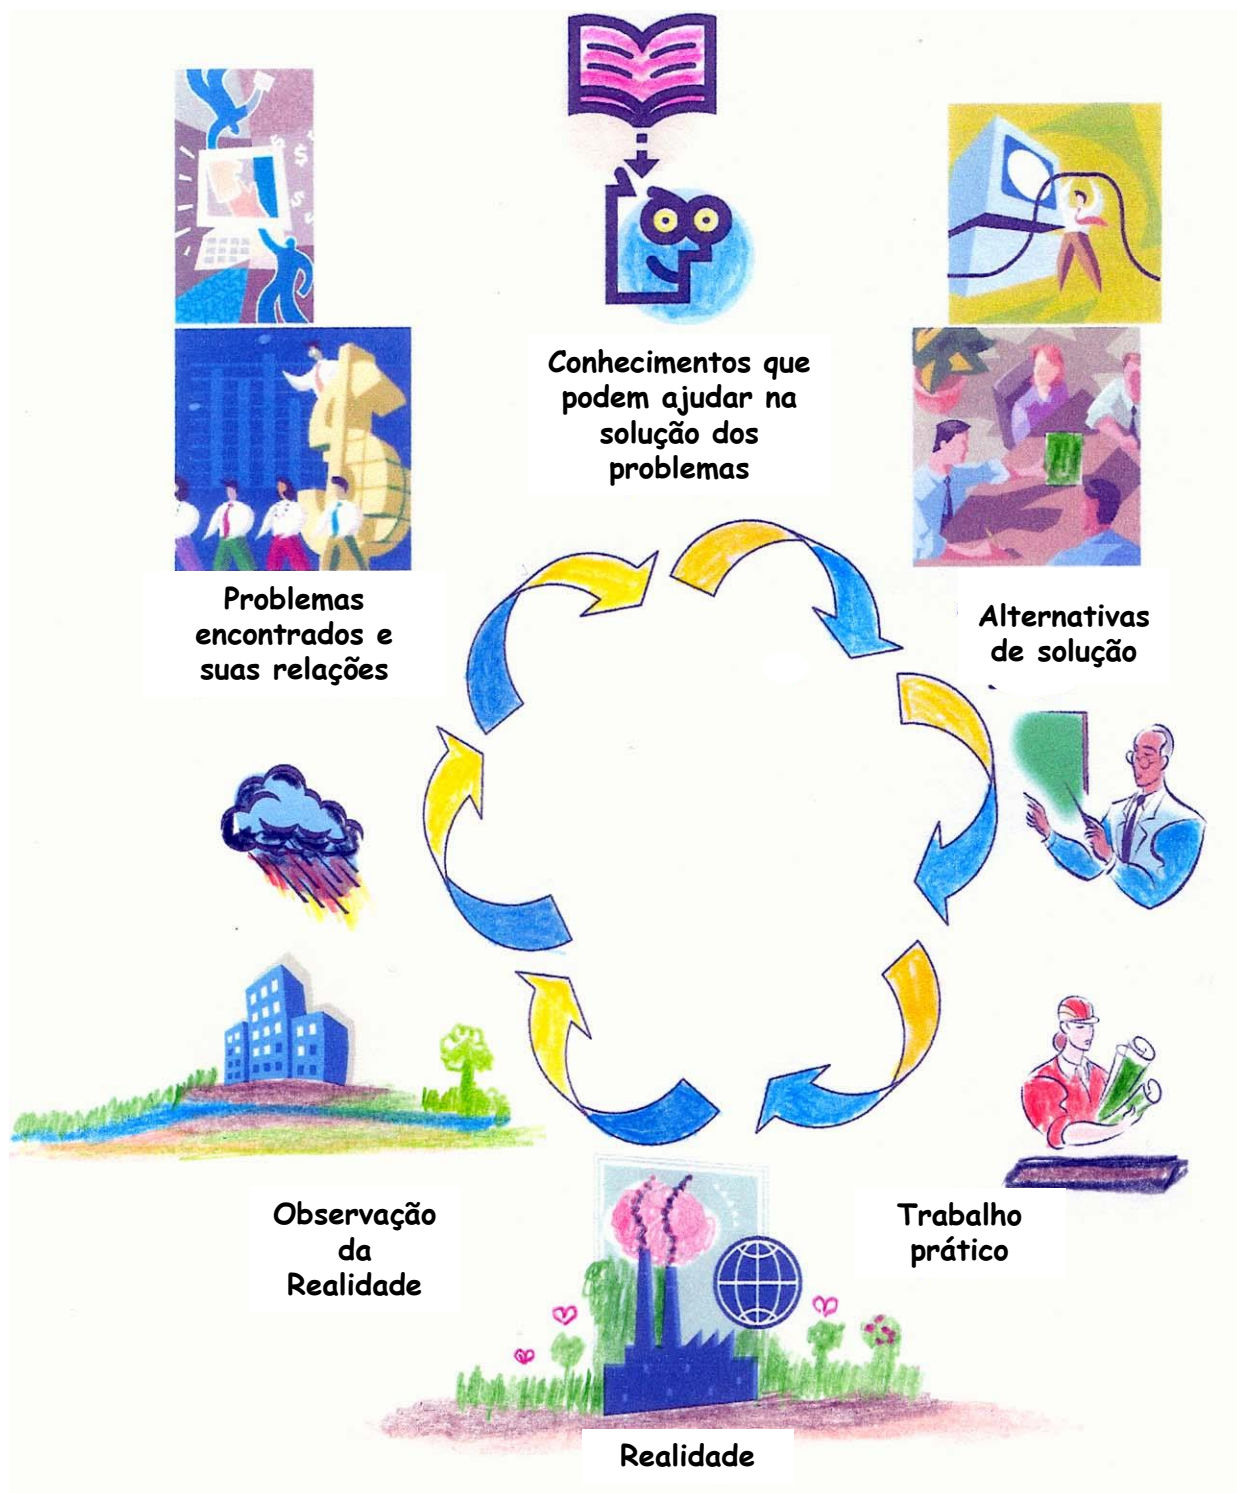 Conhecimentos que
podem ajudar na
solução dos
problemas
Problemas
encontrados e
suas relações
Alternativas
de solução
Observação
da
Realidade
Trabalho
prático
Realidade